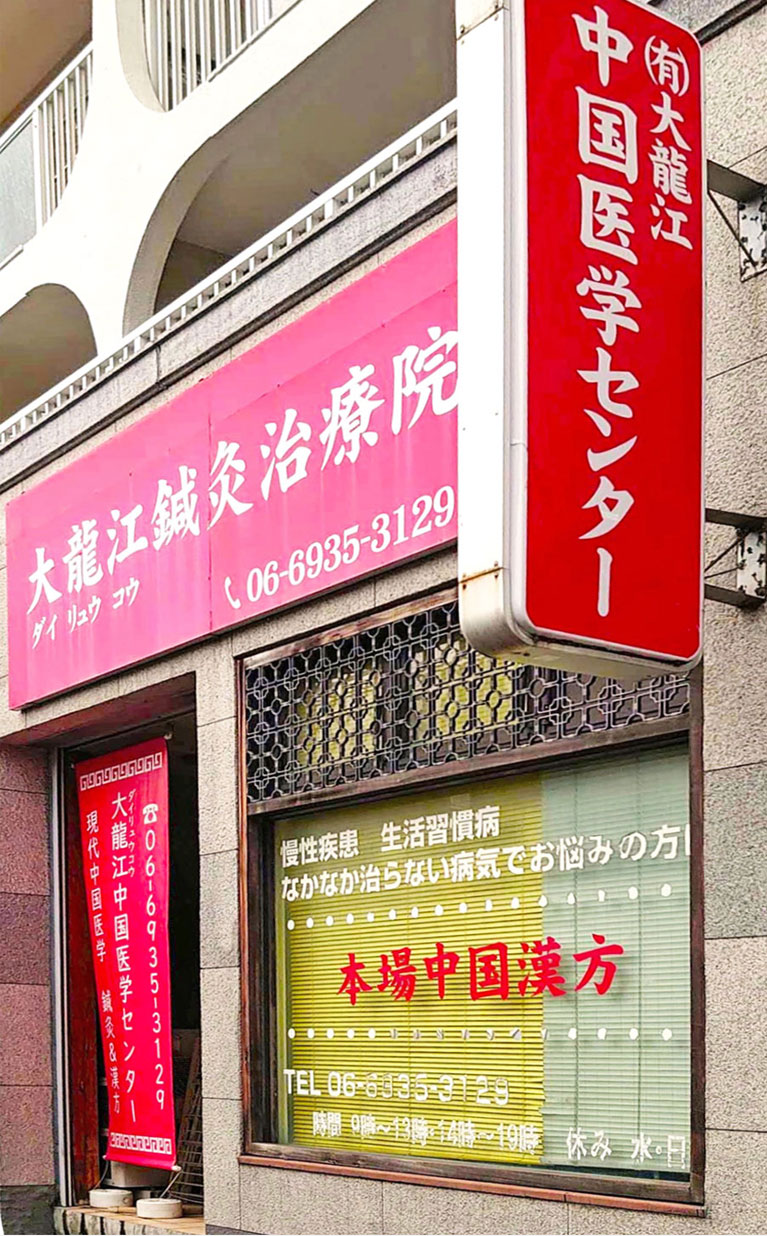 (有)大龍江
中国医学センター
大龍江鍼灸治療院
ダイ リュウ コウ
06-6935-3129
☎06-6935-3129
ダイリュウコウ
大龍江中国医学センター
現代中国医学 鍼灸&漢方
慢性疾患 生活習慣病
なかなか治らない病気でお悩みの方に
本場中国漢方
TEL 06-6935-3129
時間 9時〜13時・14時〜19時 休み 水・日